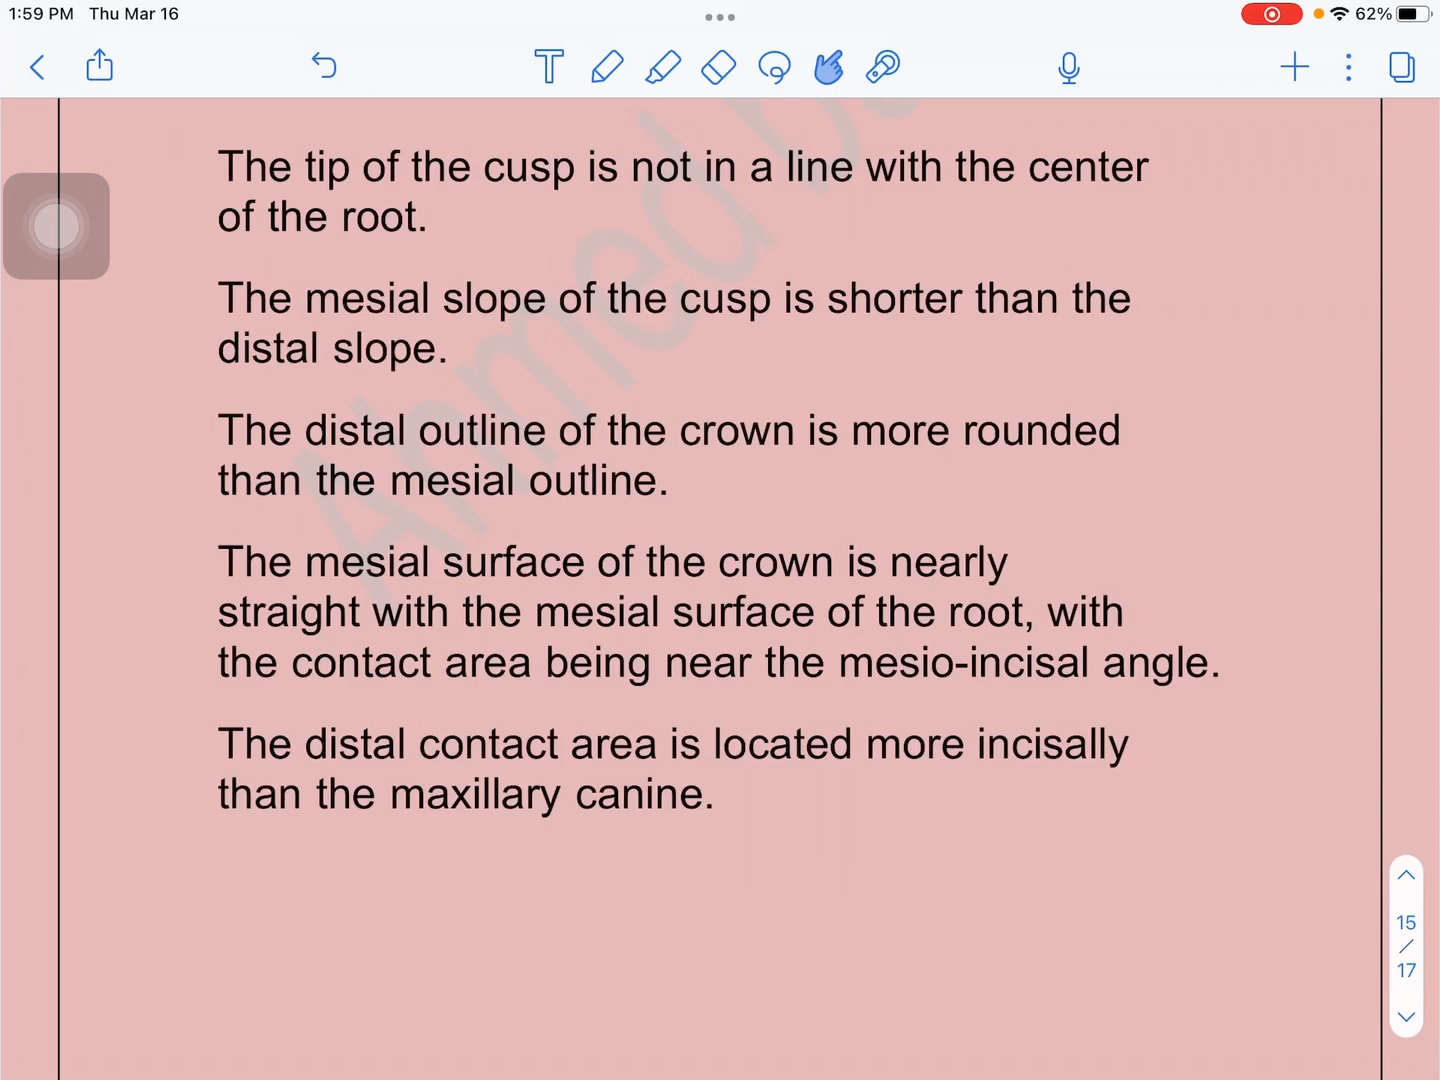 1:59 PM Thu Mar 16
62%
The tip of the cusp is not in a line with the center
of the root.
The mesial slope of the cusp is shorter than the
distal slope.
The distal outline of the crown is more rounded
than the mesial outline.
The mesial surface of the crown is nearly
straight with the mesial surface of the root, with
the contact area being near the mesio-incisal angle.
The distal contact area is located more incisally
than the maxillary canine.
Ahmed
15
/
17